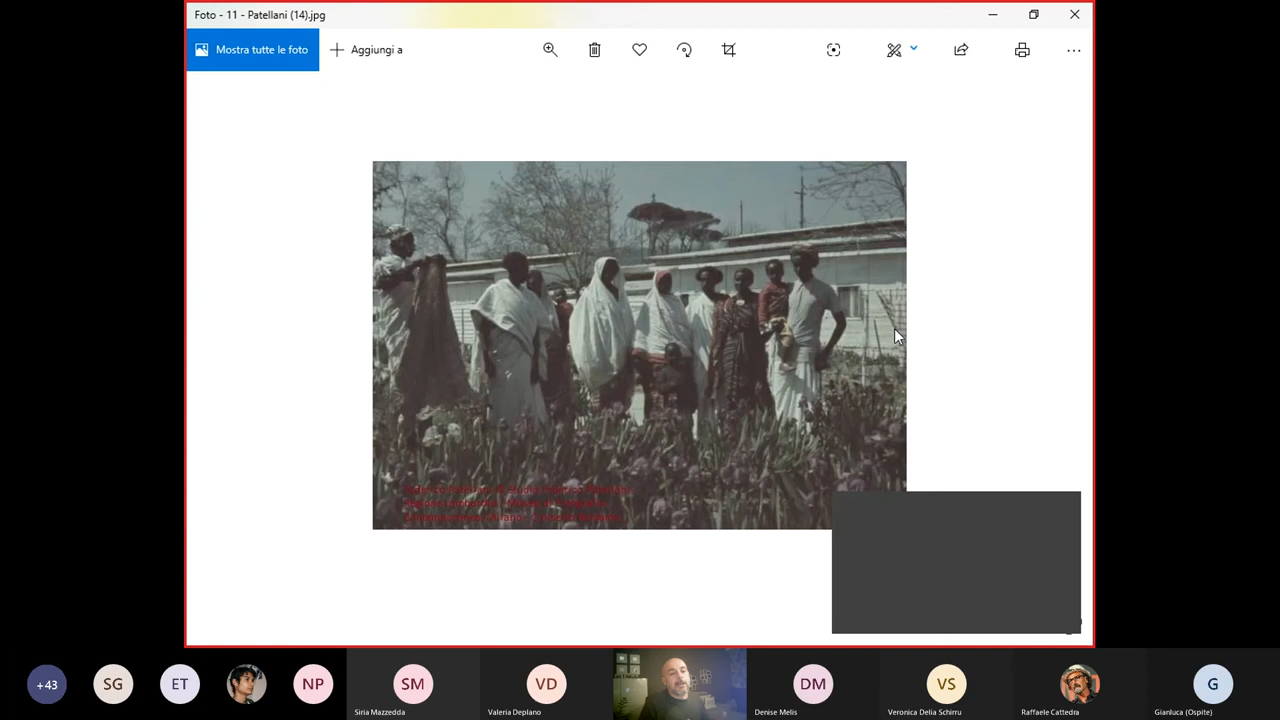 Foto - 11 - Patellani (14).jpg
Mostra tutte le foto
Aggiungi a
+43
SG
ET
NP
SM
VD
DM
VS
G
Siria Mazzedda
Valeria Deplano
Denise Melis
Veronica Delia Schirru
Raffaele Cattedra
Gianluca (Ospite)